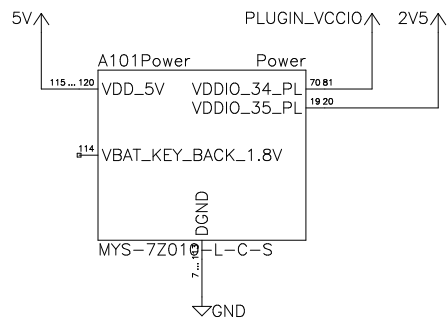 5V PLUGIN_VCCIO 2V5
A101Power Power
115 ... 120 VDD_5V VDDIO_34_PL 70 81
VDDIO_35_PL 19 20
114 VBAT_KEY_BACK_1.8V
DGND
MYS-7Z010-L-C-S
7 ...
GND